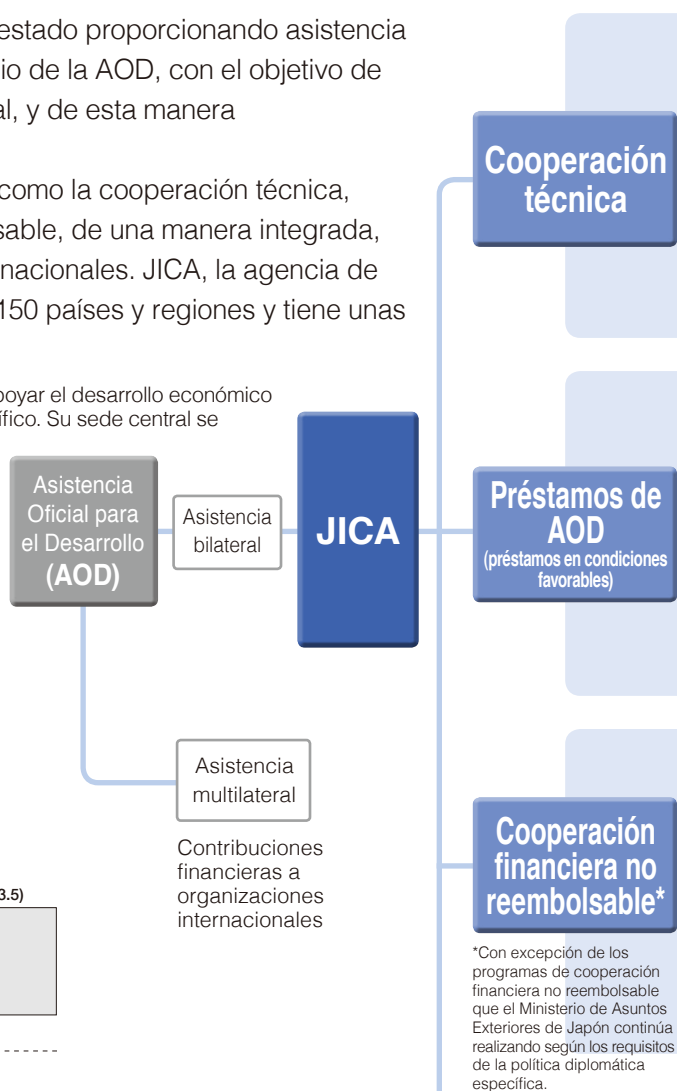 estado proporcionando asistencia
io de la AOD, con el objetivo de
al, y de esta manera
como la cooperación técnica,
sable, de una manera integrada,
nacionales. JICA, la agencia de
150 países y regiones y tiene unas
poyar el desarrollo económico
ífico. Su sede central se
Asistencia
Oficial para
el Desarrollo
(AOD)
Asistencia
bilateral
JICA
Asistencia
multilateral
Contribuciones
financieras a
organizaciones
internacionales
3.5)
Cooperación
técnica
Préstamos de
AOD
(préstamos en condiciones
favorables)
Cooperación
financiera no
reembolsable*
*Con excepción de los
programas de cooperación
financiera no reembolsable
que el Ministerio de Asuntos
Exteriores de Japón continúa
realizando según los requisitos
de la política diplomática
específica.